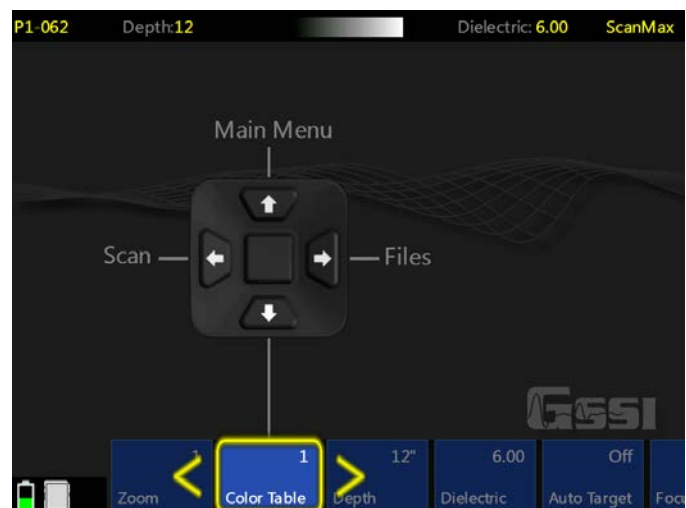 P1-062 Depth:12 Dielectric: 6.00 ScanMax
Main Menu
Scan
Files
GSSI
1 1 12" 6.00 Off
Zoom Color Table Depth Dielectric Auto Target Focu